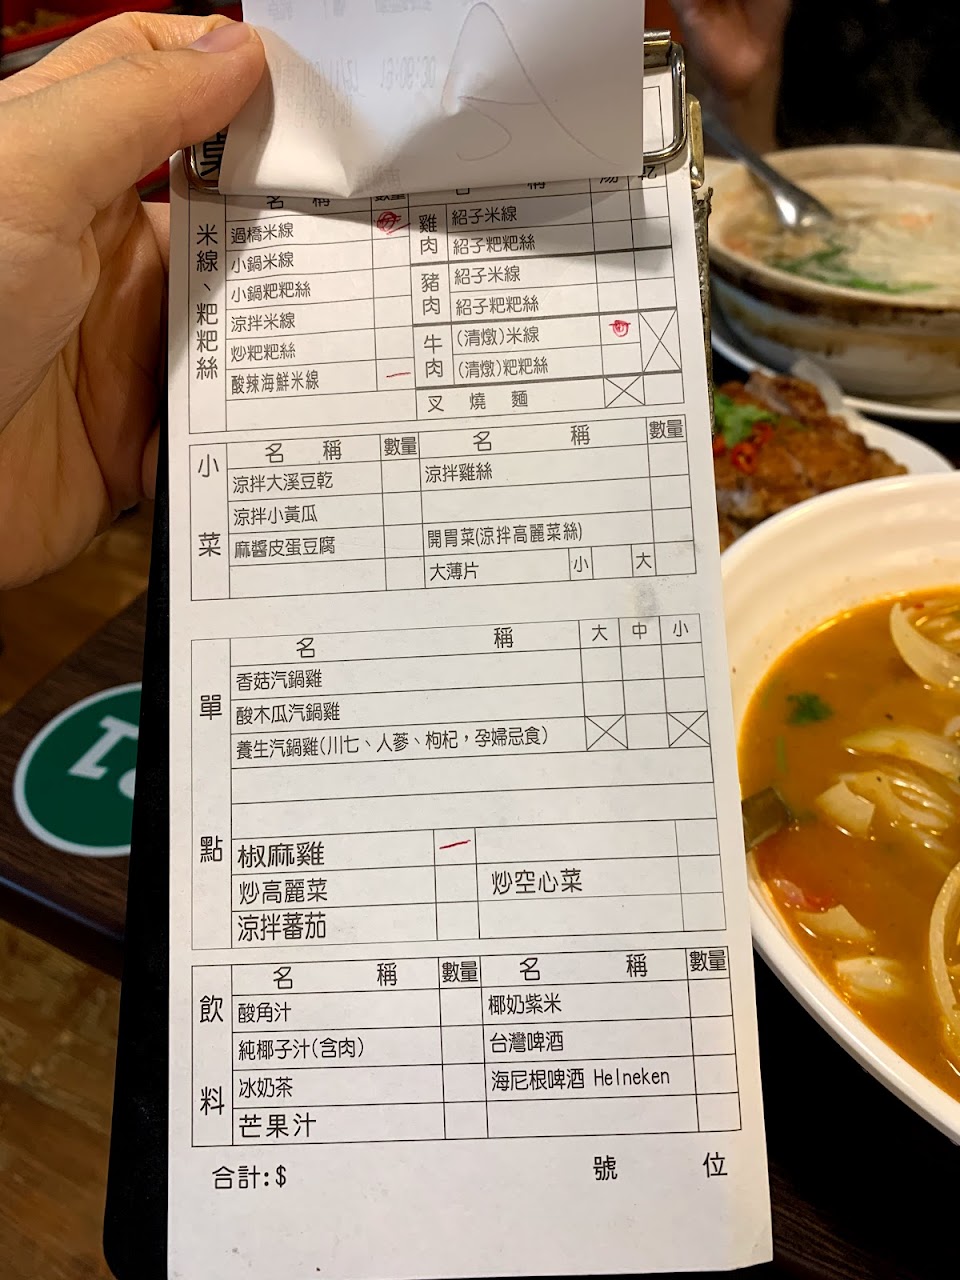 桌
名 稱 數量 名 稱 湯 乾
米線、粑粑絲
過橋米線
小鍋米線
小鍋粑粑絲
涼拌米線
炒粑粑絲
酸辣海鮮米線 一
雞肉
紹子米線
紹子粑粑絲
豬肉
紹子米線
紹子粑粑絲
牛肉
(清燉)米線
(清燉)粑粑絲
叉燒麵
小菜
名 稱 數量 名 稱 數量
涼拌大溪豆乾 涼拌雞絲
涼拌小黃瓜
麻醬皮蛋豆腐 開胃菜(涼拌高麗菜絲)
大薄片 小 大
單點
名 稱 大 中 小
香菇汽鍋雞
酸木瓜汽鍋雞
養生汽鍋雞(川七、人蔘、枸杞，孕婦忌食)
椒麻雞 一
炒高麗菜 炒空心菜
涼拌蕃茄
飲料
名 稱 數量 名 稱 數量
酸角汁 椰奶紫米
純椰子汁(含肉) 台灣啤酒
冰奶茶 海尼根啤酒 Helneken
芒果汁
合計:$ 號 位